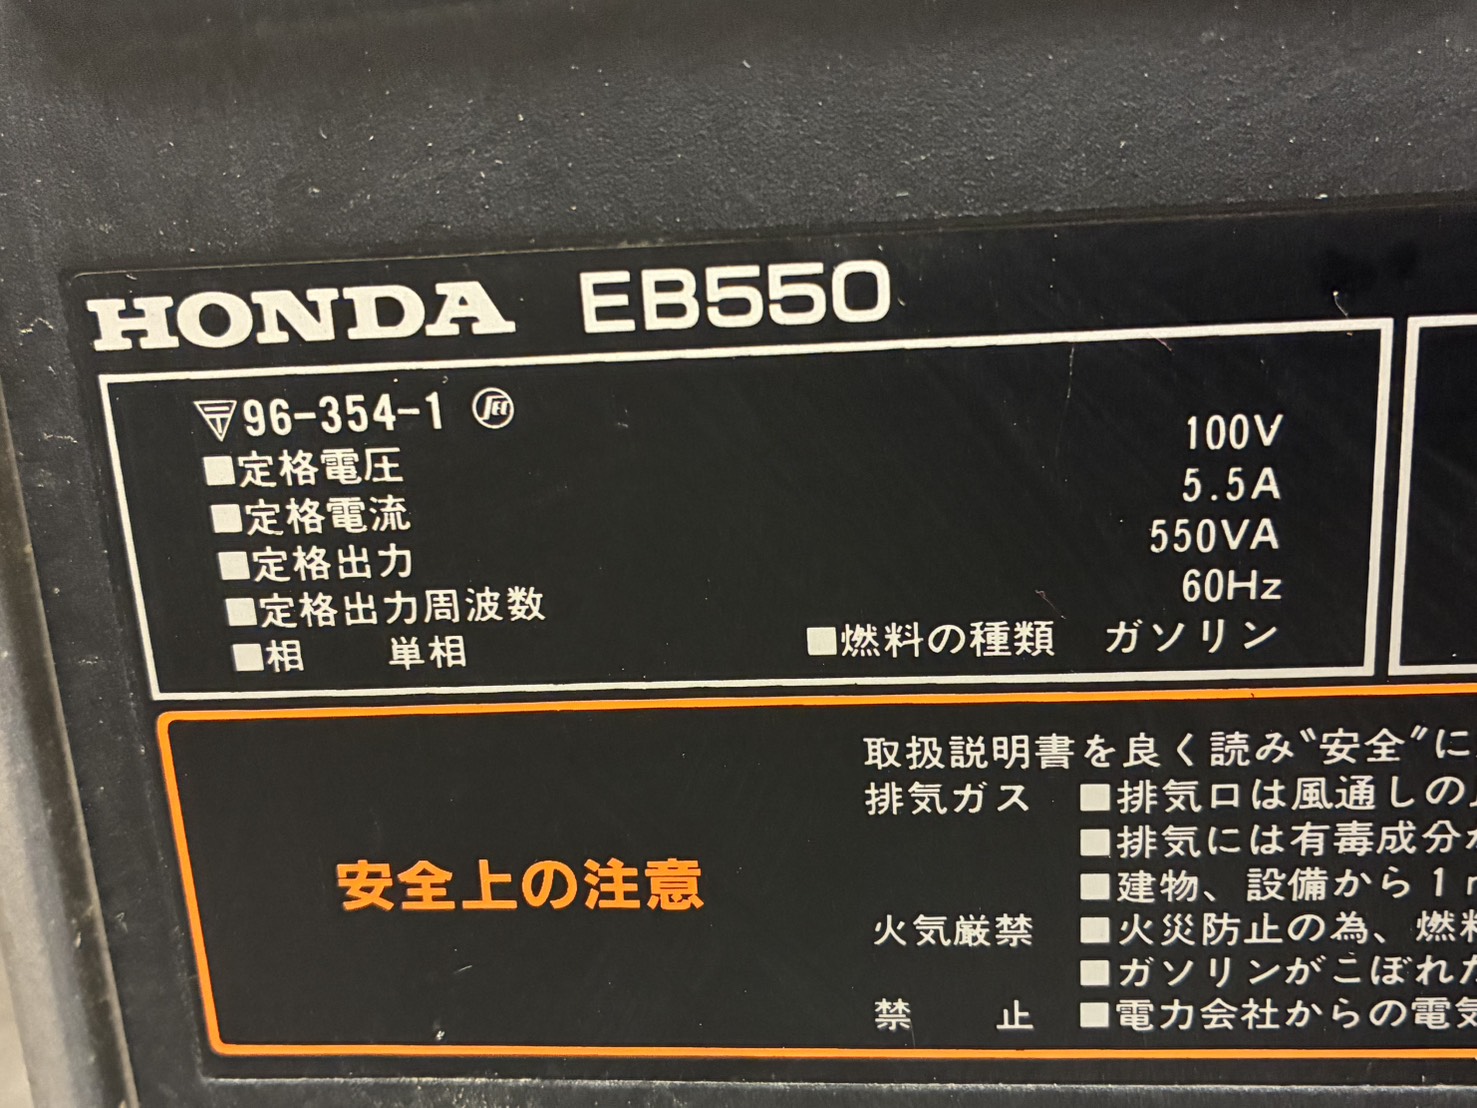 HONDA EB550
〒96-354-1 JET
■定格電圧 100V
■定格電流 5.5A
■定格出力 550VA
■定格出力周波数 60Hz
■相 単相 ■燃料の種類 ガソリン
安全上の注意
取扱説明書を良く読み“安全”に
排気ガス ■排気口は風通しの
■排気には有毒成分
■建物、設備から1
火気厳禁 ■火災防止の為、燃料
■ガソリンがこぼれた
禁 止 ■電力会社からの電気